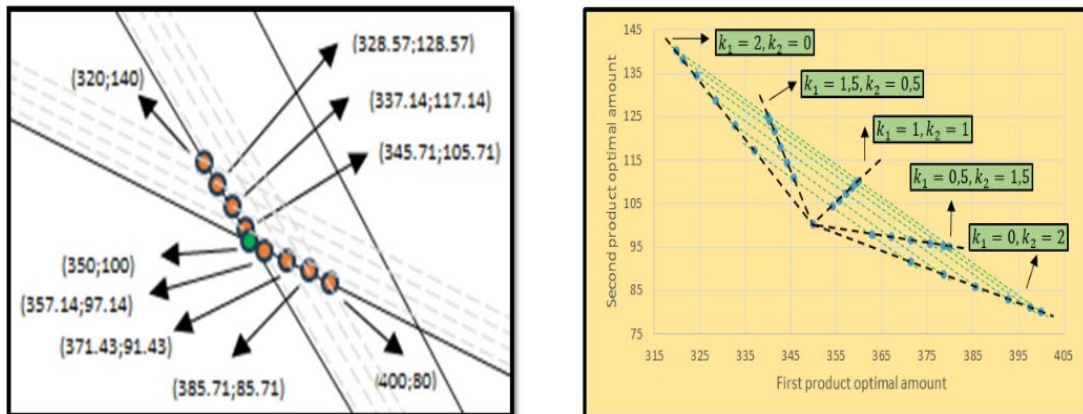 (328.57;128.57)
(320;140)
(337.14;117.14)
(345.71;105.71)
(350;100)
(357.14;97.14)
(371.43;91.43)
(385.71;85.71)
(400;80)
145
135
125
115
105
95
85
75
Second product optimal amount
k₁ = 2, k₂ = 0
k₁ = 1,5, k₂ = 0,5
k₁ = 1, k₂ = 1
k₁ = 0,5, k₂ = 1,5
k₁ = 0, k₂ = 2
315 325 335 345 355 365 375 385 395 405
First product optimal amount